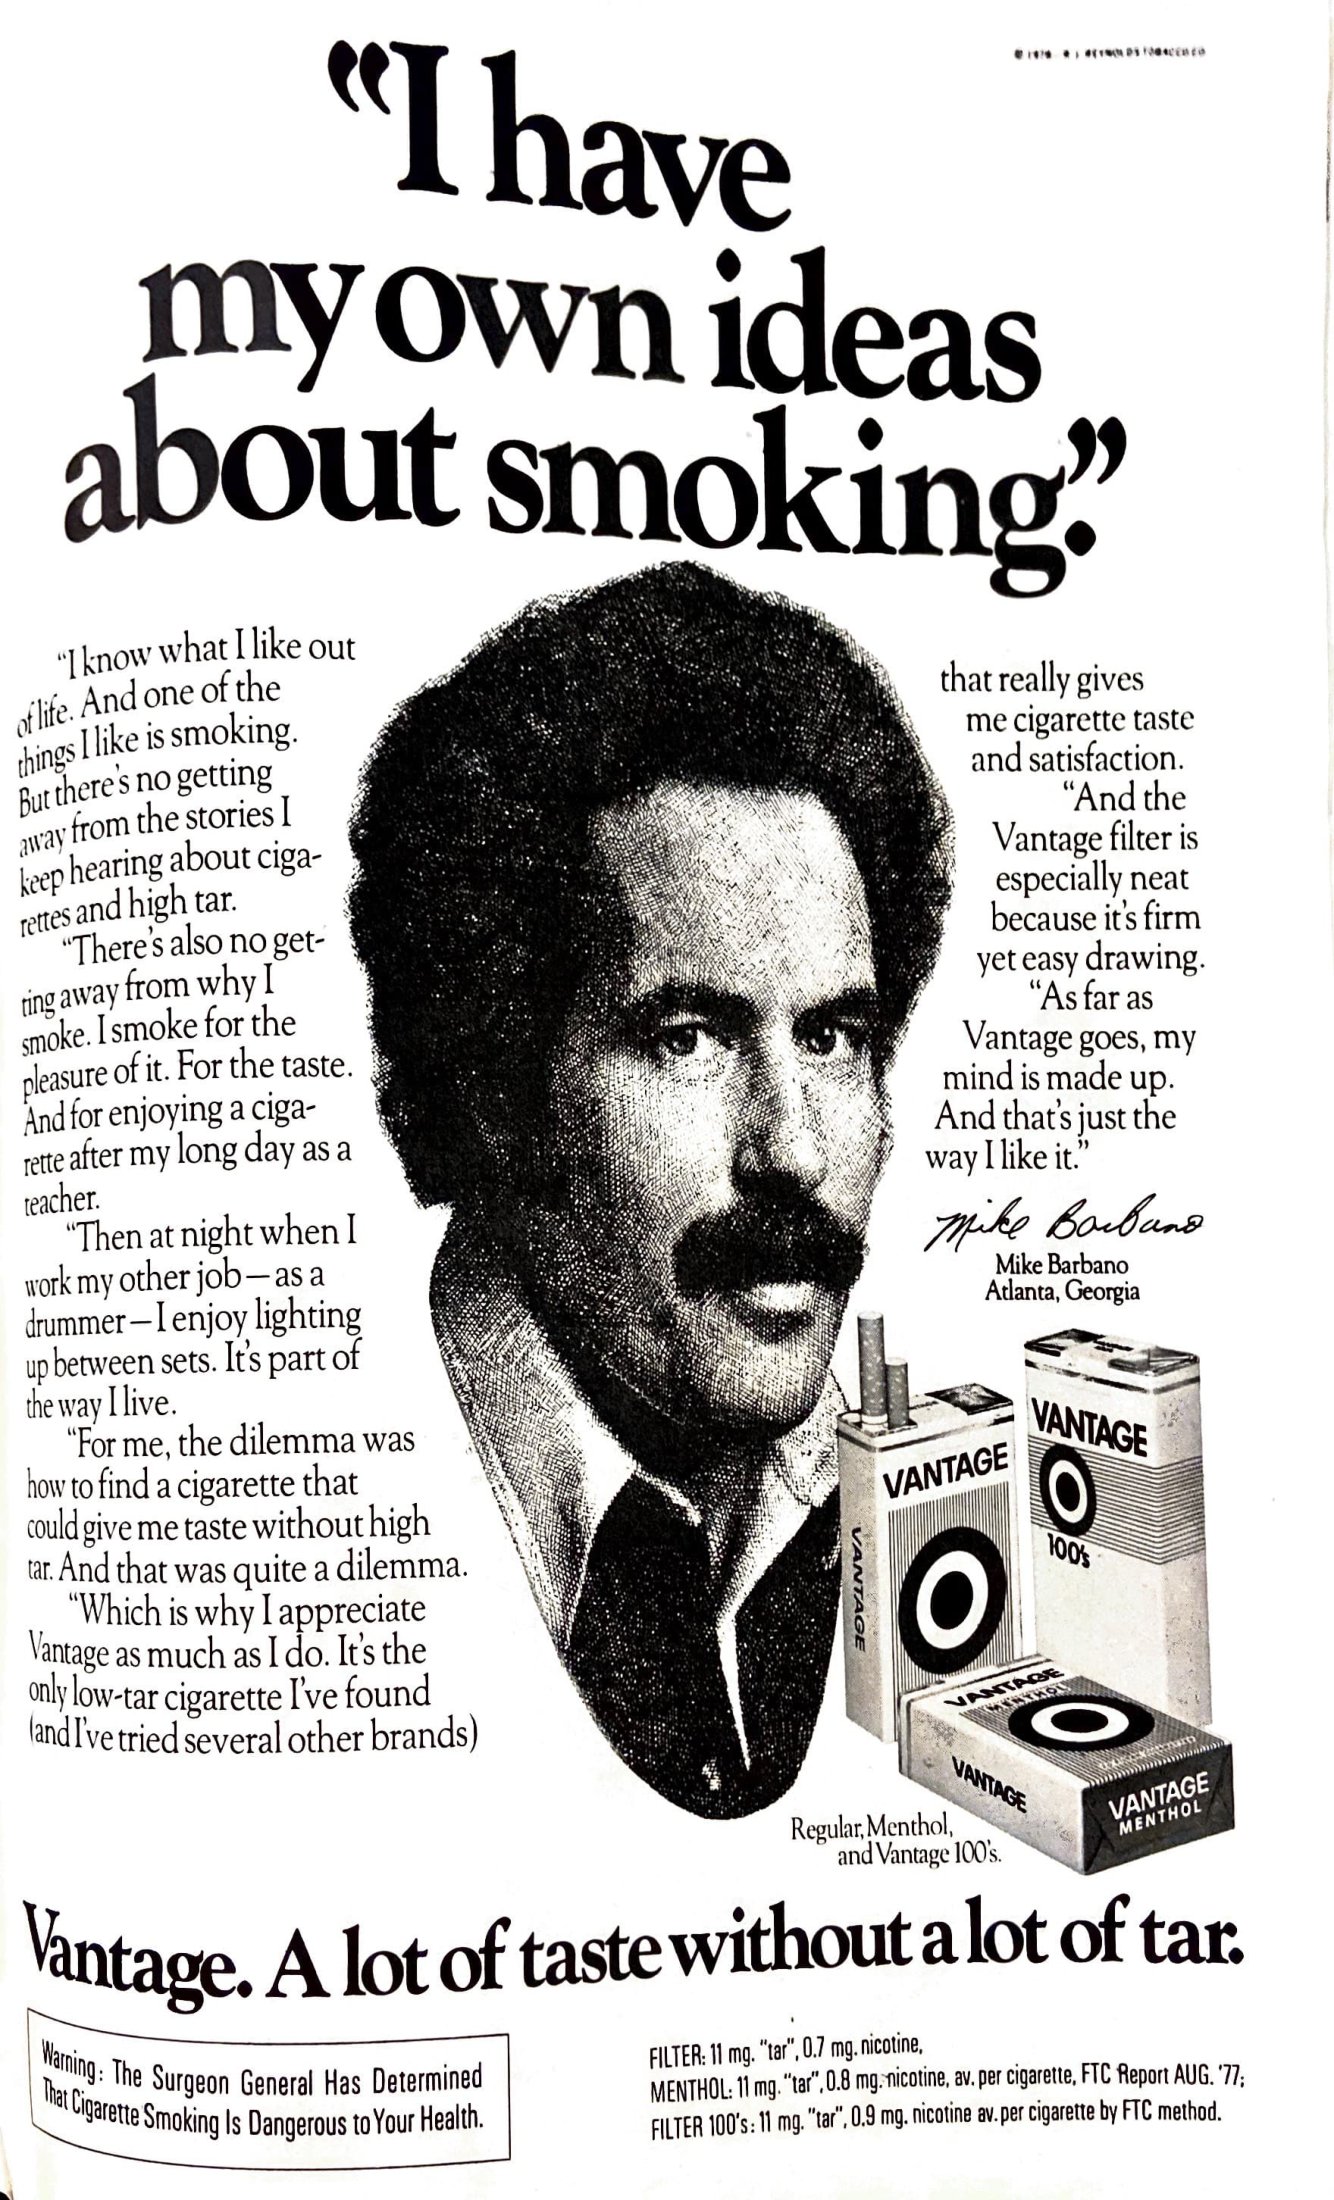 © 1978 R.J. REYNOLDS TOBACCO CO.
“I have
my own ideas
about smoking.”
“I know what I like out
of life. And one of the
things I like is smoking.
But there’s no getting
away from the stories I
keep hearing about ciga-
rettes and high tar.
“There’s also no get-
ting away from why I
smoke. I smoke for the
pleasure of it. For the taste.
And for enjoying a ciga-
rette after my long day as a
teacher.
“Then at night when I
work my other job—as a
drummer—I enjoy lighting
up between sets. It’s part of
the way I live.
“For me, the dilemma was
how to find a cigarette that
could give me taste without high
tar. And that was quite a dilemma.
“Which is why I appreciate
Vantage as much as I do. It’s the
only low-tar cigarette I’ve found
(and I’ve tried several other brands)
that really gives
me cigarette taste
and satisfaction.
“And the
Vantage filter is
especially neat
because it’s firm
yet easy drawing.
“As far as
Vantage goes, my
mind is made up.
And that’s just the
way I like it.”
Mike Barbano
Mike Barbano
Atlanta, Georgia
VANTAGE
VANTAGE
VANTAGE
100’s
VANTAGE
MENTHOL
VANTAGE
VANTAGE
MENTHOL
Regular, Menthol,
and Vantage 100’s.
Vantage. A lot of taste without a lot of tar.
Warning: The Surgeon General Has Determined
That Cigarette Smoking Is Dangerous to Your Health.
FILTER: 11 mg. "tar", 0.7 mg. nicotine,
MENTHOL: 11 mg. "tar", 0.8 mg. nicotine, av. per cigarette, FTC Report AUG. '77;
FILTER 100's: 11 mg. "tar", 0.9 mg. nicotine av. per cigarette by FTC method.